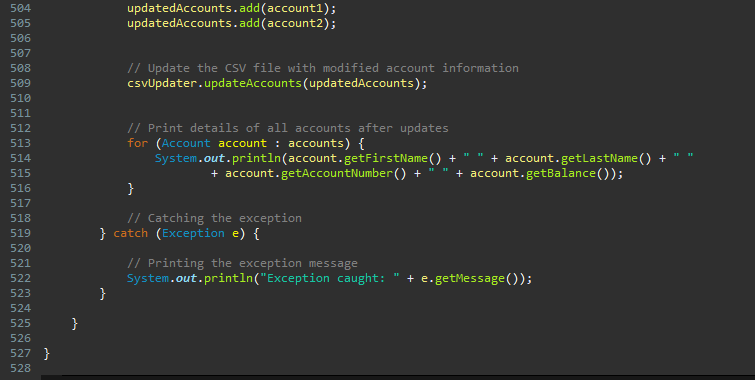 504 updatedAccounts.add(account1);
505 updatedAccounts.add(account2);
506
507
508 // Update the CSV file with modified account information
509 csvUpdater.updateAccounts(updatedAccounts);
510
511
512 // Print details of all accounts after updates
513 for (Account account : accounts) {
514 System.out.println(account.getFirstName() + " " + account.getLastName() + " "
515 + account.getAccountNumber() + " " + account.getBalance());
516 }
517
518 // Catching the exception
519 } catch (Exception e) {
520
521 // Printing the exception message
522 System.out.println("Exception caught: " + e.getMessage());
523 }
524
525 }
526
527 }
528